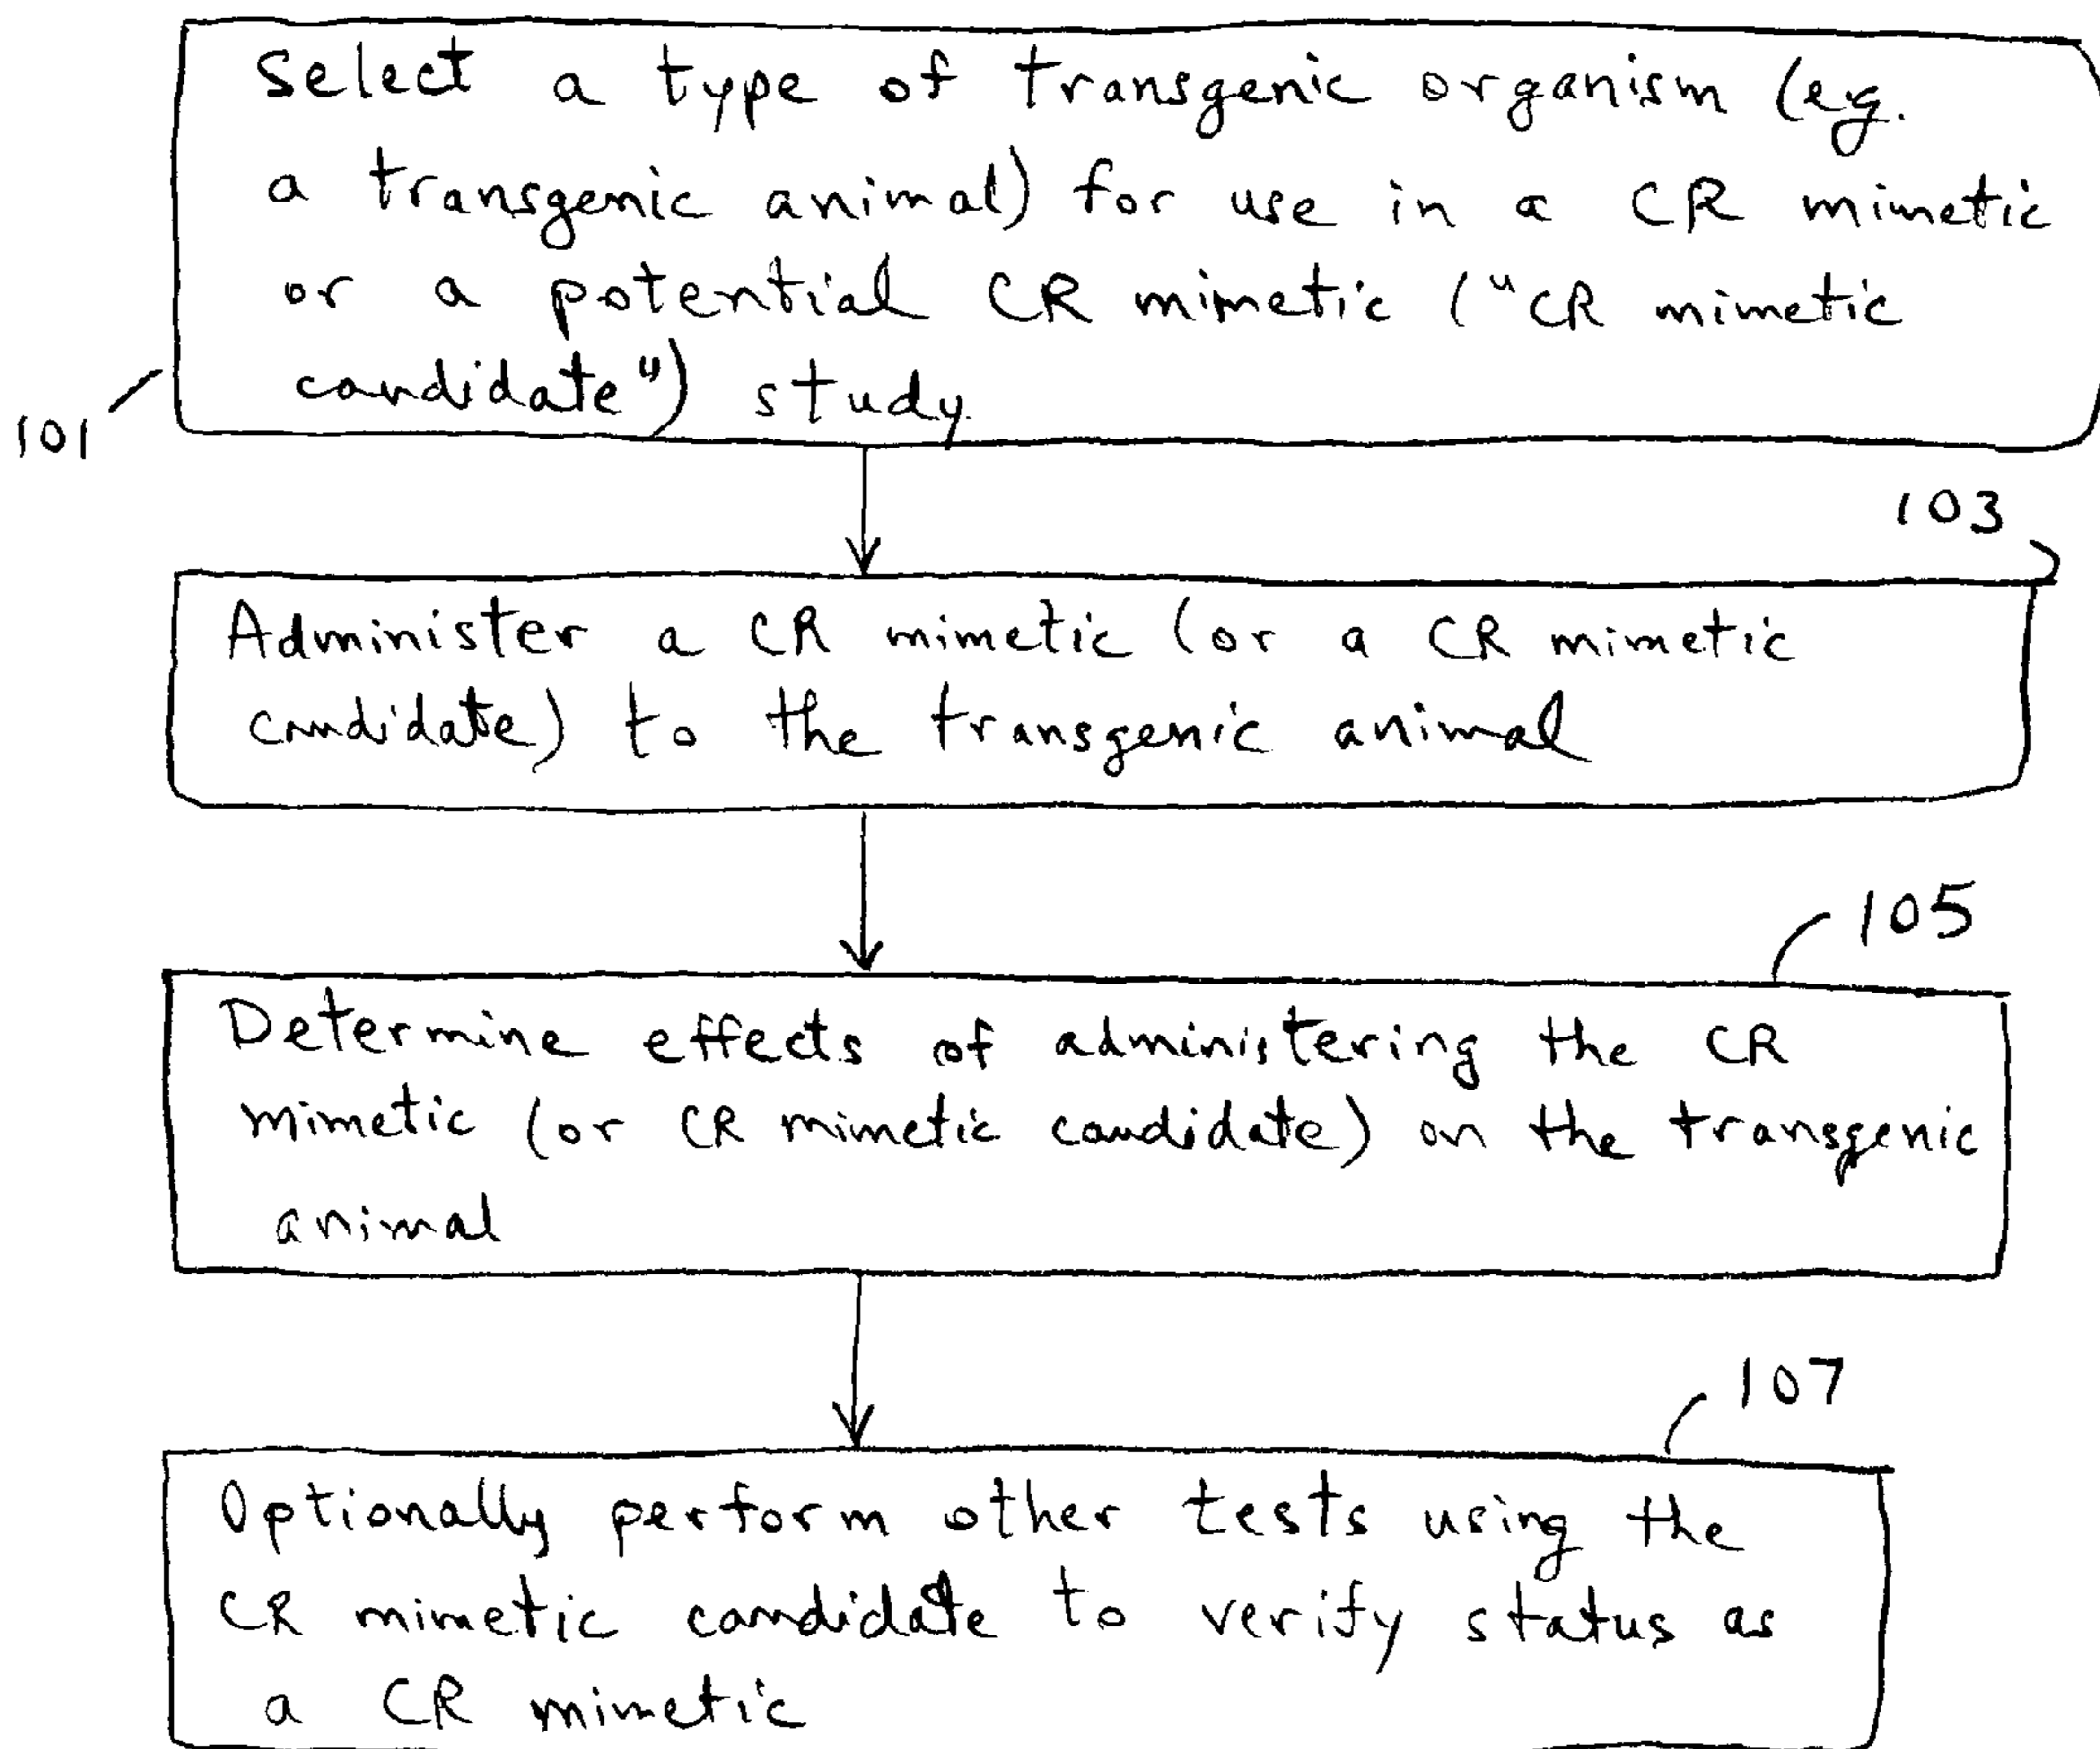 Select a type of transgenic organism (eg.
a transgenic animal) for use in a CR mimetic
or a potential CR mimetic ("CR mimetic
candidate") study
101
103
Administer a CR mimetic (or a CR mimetic
candidate) to the transgenic animal
105
Determine effects of administering the CR
mimetic (or CR mimetic candidate) on the transgenic
animal
107
Optionally perform other tests using the
CR mimetic candidate to verify status as
a CR mimetic